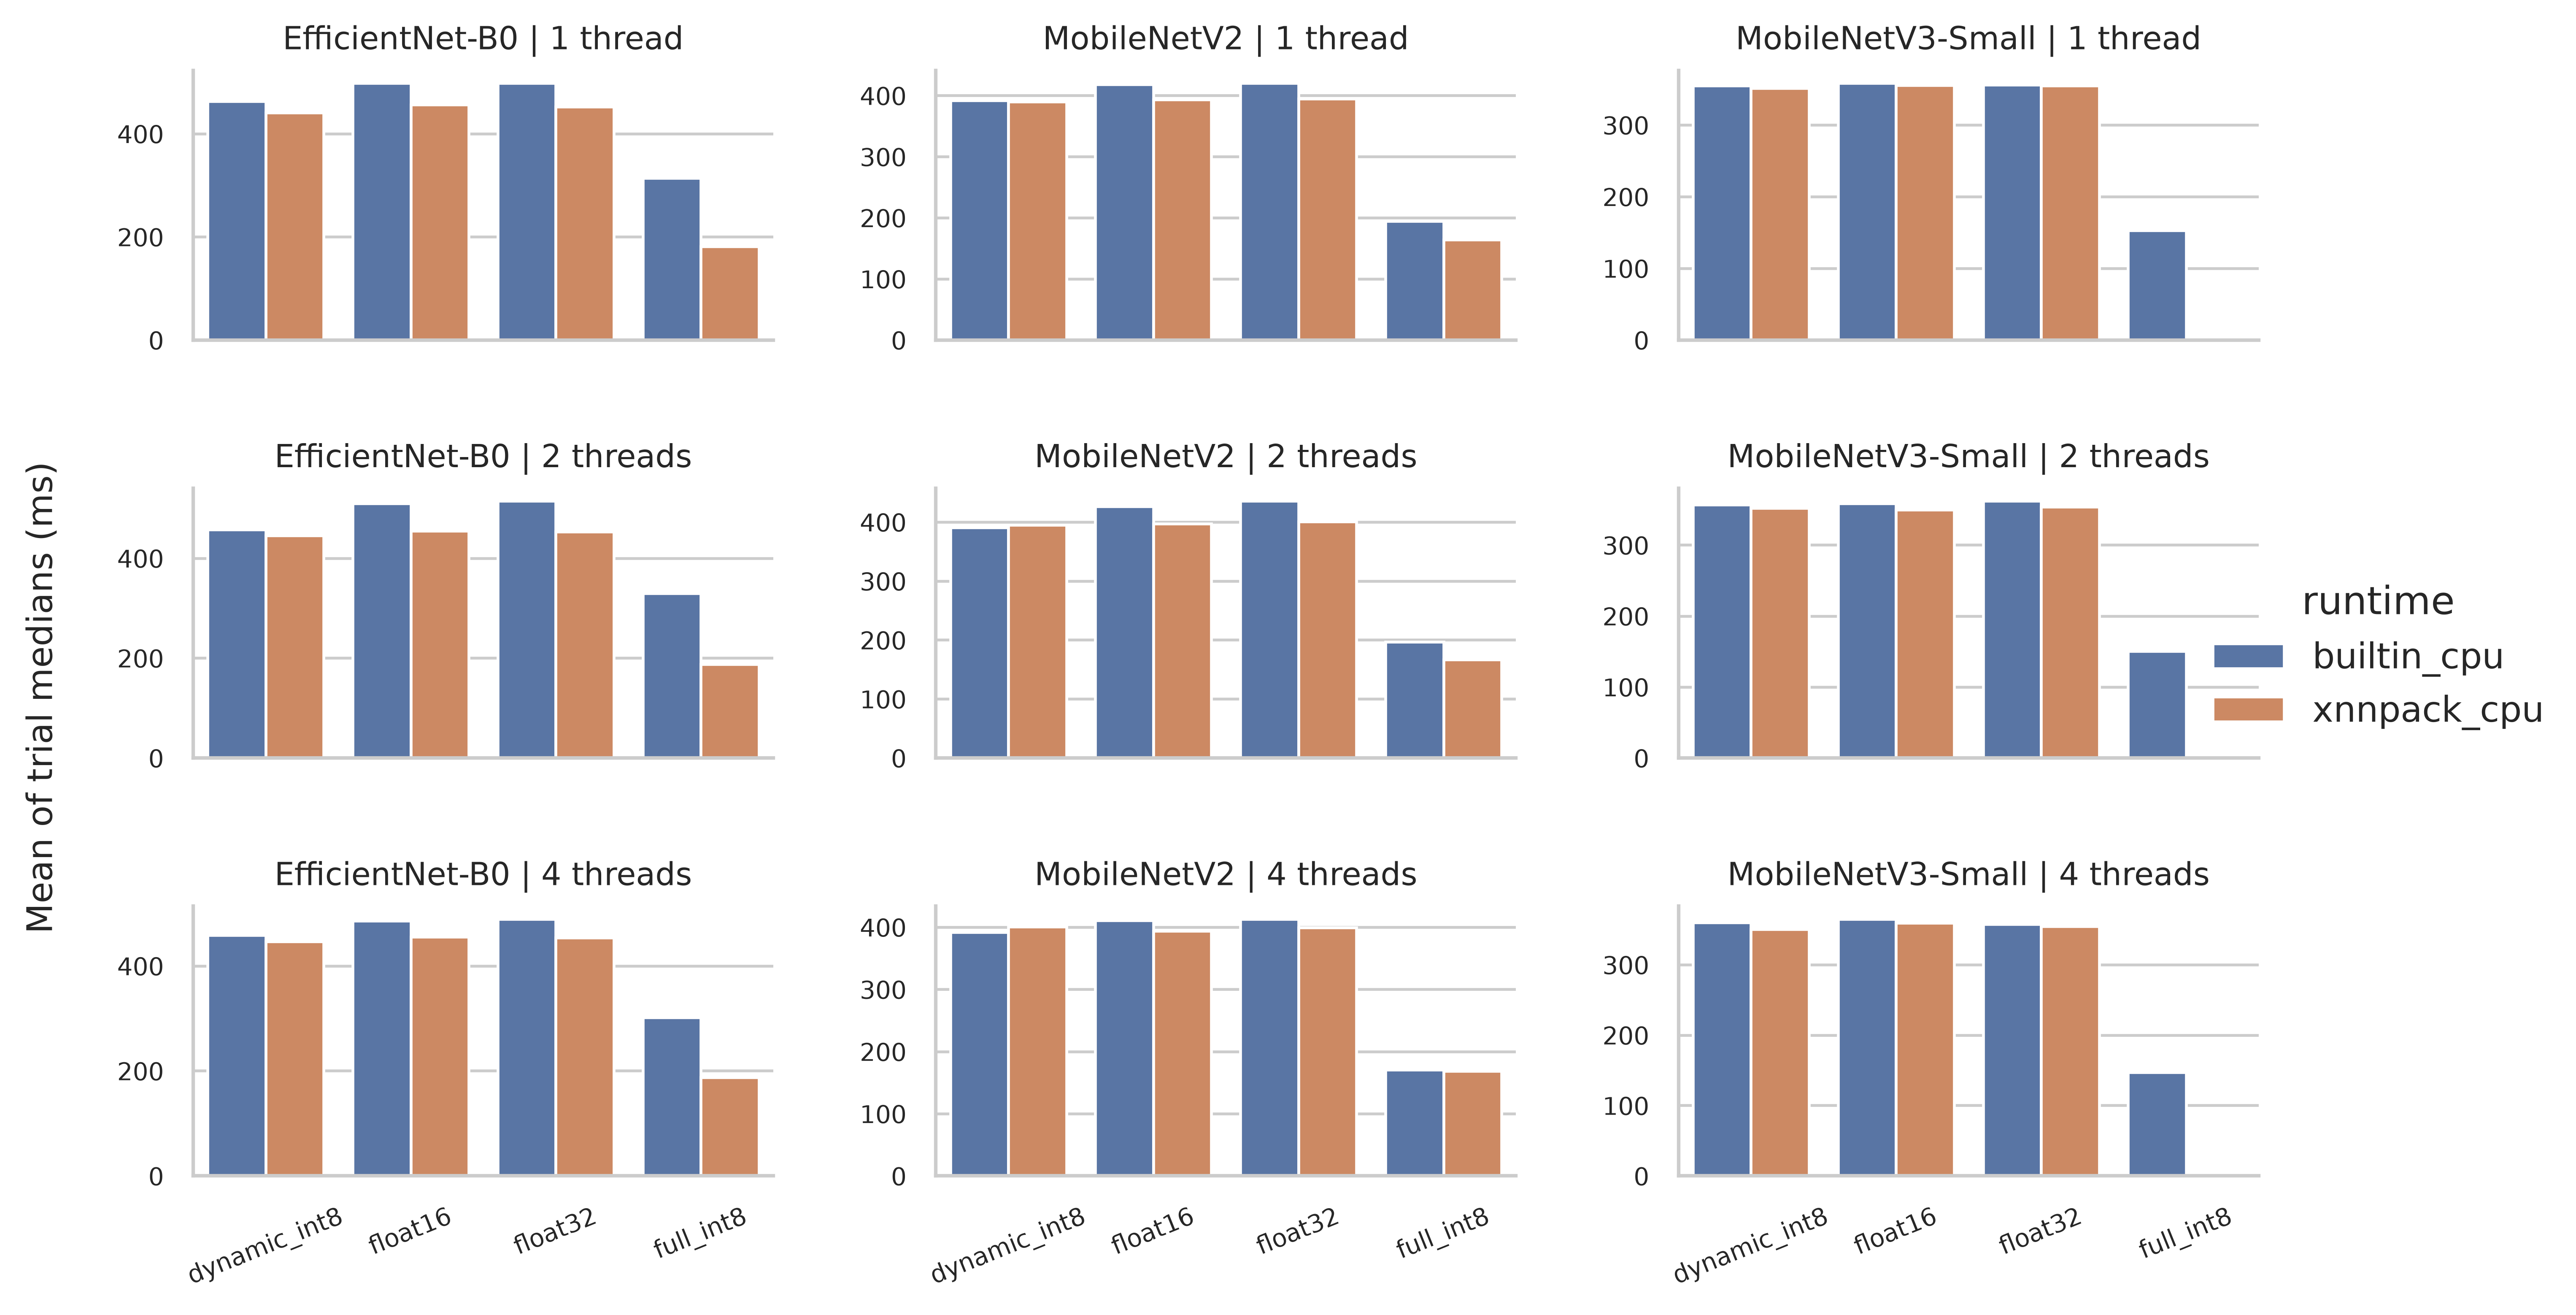 EfficientNet-B0 | 1 thread
400
200
0
MobileNetV2 | 1 thread
400
300
200
100
0
MobileNetV3-Small | 1 thread
300
200
100
0
Mean of trial medians (ms)
EfficientNet-B0 | 2 threads
400
200
0
MobileNetV2 | 2 threads
400
300
200
100
0
MobileNetV3-Small | 2 threads
300
200
100
0
runtime
builtin_cpu
xnnpack_cpu
EfficientNet-B0 | 4 threads
400
200
0
dynamic_int8
float16
float32
full_int8
MobileNetV2 | 4 threads
400
300
200
100
0
dynamic_int8
float16
float32
full_int8
MobileNetV3-Small | 4 threads
300
200
100
0
dynamic_int8
float16
float32
full_int8